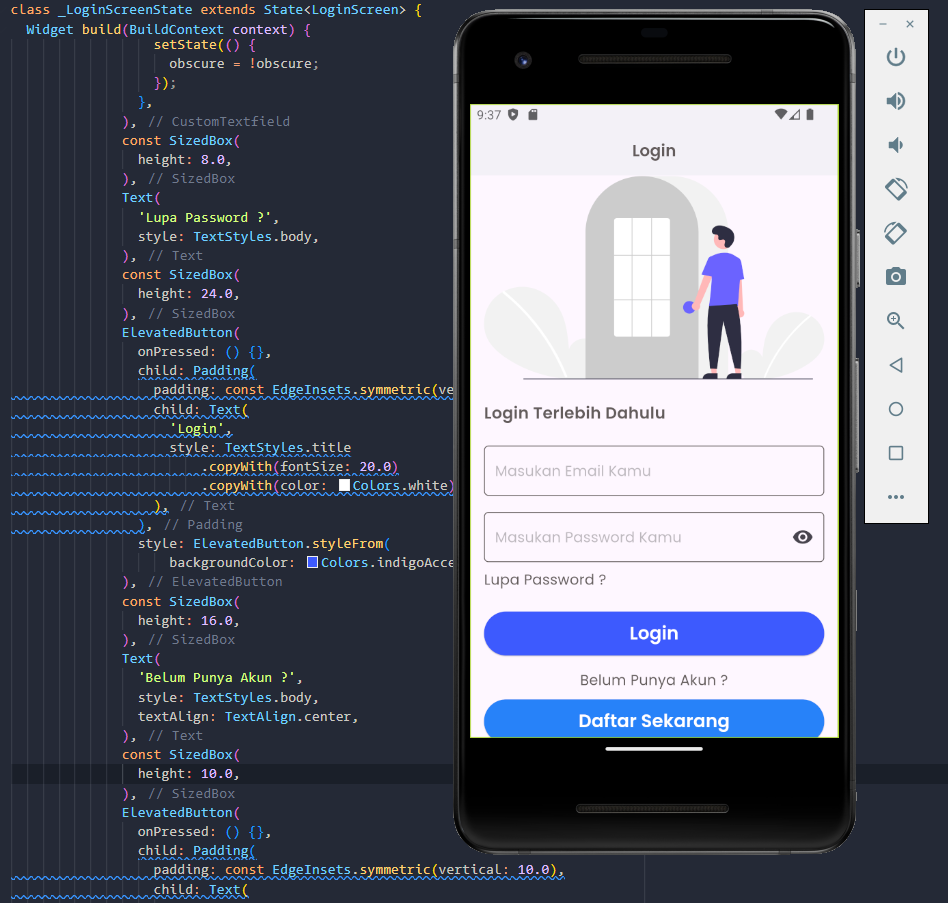 class _LoginScreenState extends State<LoginScreen> {
Widget build(BuildContext context) {
setState(() {
obscure = !obscure;
});
},
), // CustomTextfield
const SizedBox(
height: 8.0,
), // SizedBox
Text(
'Lupa Password ?',
style: TextStyles.body,
), // Text
const SizedBox(
height: 24.0,
), // SizedBox
ElevatedButton(
onPressed: () {},
child: Padding(
padding: const EdgeInsets.symmetric(ve
child: Text(
'Login',
style: TextStyles.title
.copyWith(fontSize: 20.0)
.copyWith(color: Colors.white)
), // Text
), // Padding
style: ElevatedButton.styleFrom(
backgroundColor: Colors.indigoAcce
), // ElevatedButton
const SizedBox(
height: 16.0,
), // SizedBox
Text(
'Belum Punya Akun ?',
style: TextStyles.body,
textAlign: TextAlign.center,
), // Text
const SizedBox(
height: 10.0,
), // SizedBox
ElevatedButton(
onPressed: () {},
child: Padding(
padding: const EdgeInsets.symmetric(vertical: 10.0),
child: Text(
9:37
Login
Login Terlebih Dahulu
Masukan Email Kamu
Masukan Password Kamu
Lupa Password ?
Login
Belum Punya Akun ?
Daftar Sekarang